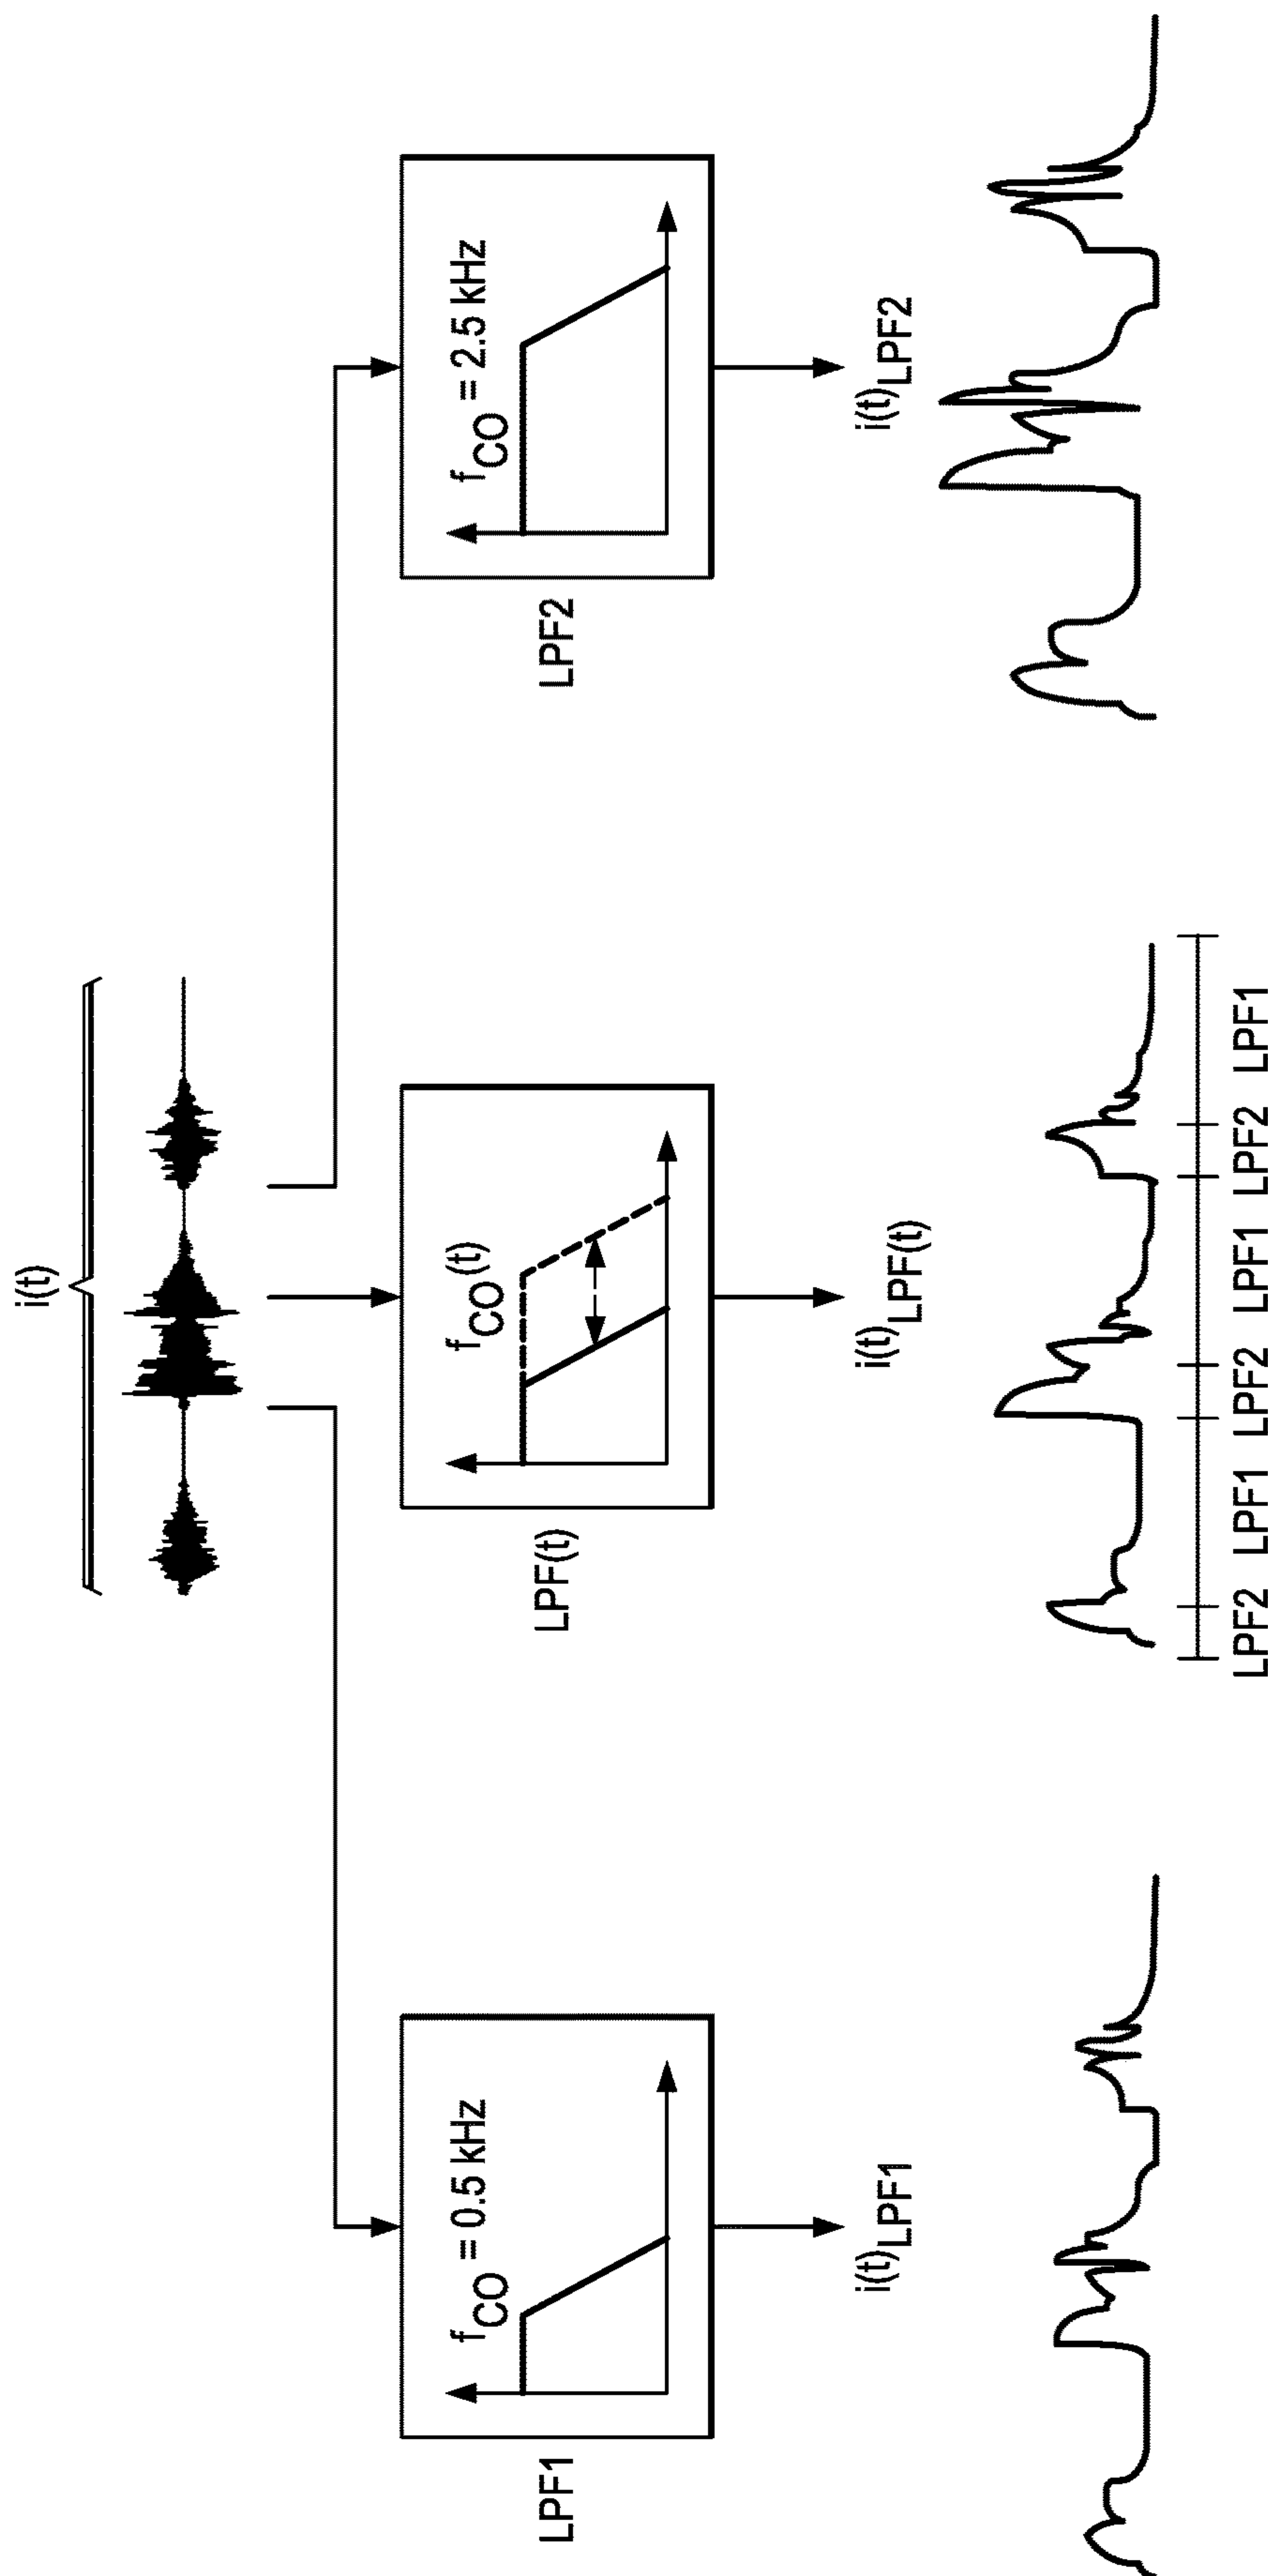 i(t)
f_CO = 0.5 kHz
LPF1
i(t)_LPF1
f_CO(t)
LPF(t)
i(t)_LPF(t)
LPF2 LPF1 LPF2 LPF1 LPF2 LPF1
f_CO = 2.5 kHz
LPF2
i(t)_LPF2